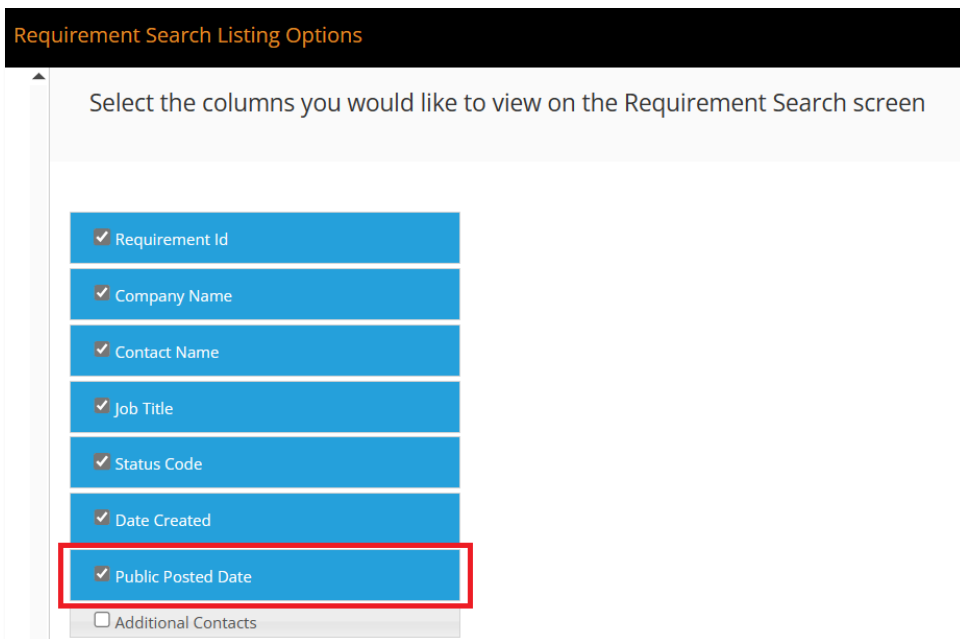 Requirement Search Listing Options
Select the columns you would like to view on the Requirement Search screen
Requirement Id
Company Name
Contact Name
Job Title
Status Code
Date Created
Public Posted Date
Additional Contacts